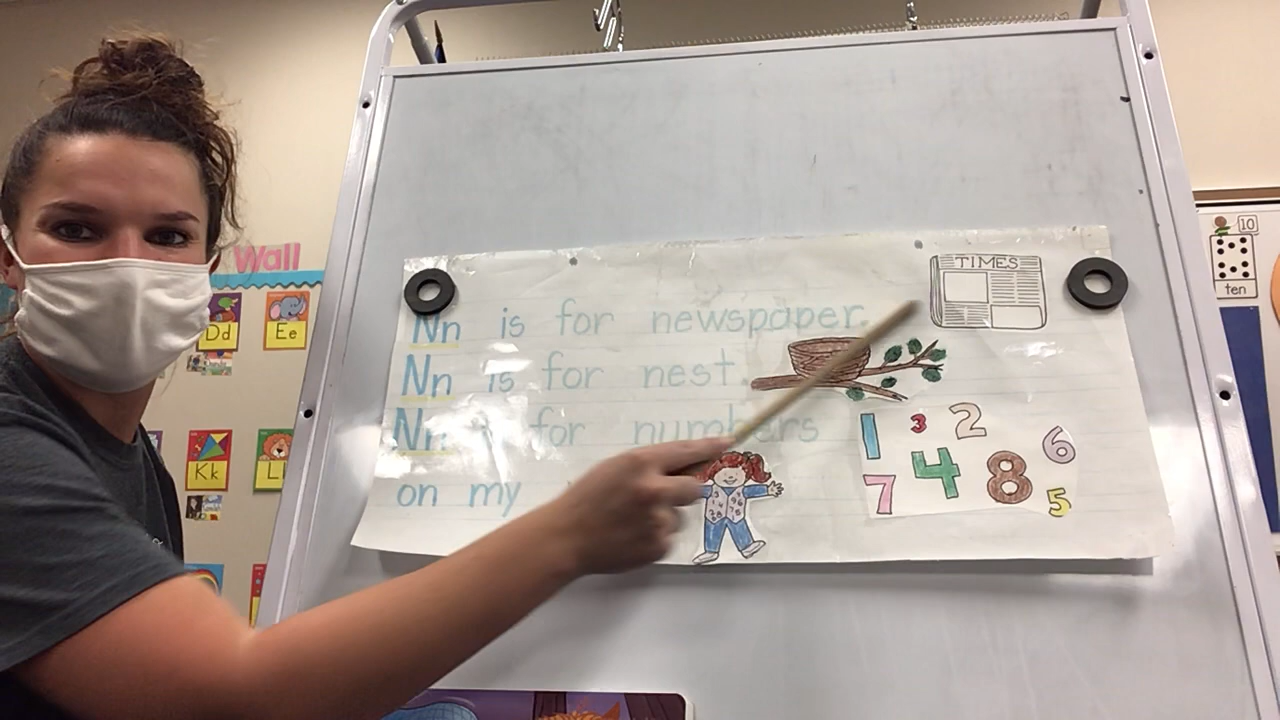 Wall
Dd
Ee
Kk
TIMES
Nn is for newspaper.
Nn is for nest.
Nn for numbers
on my
1 3 2 6
7 4 8 5
10
ten